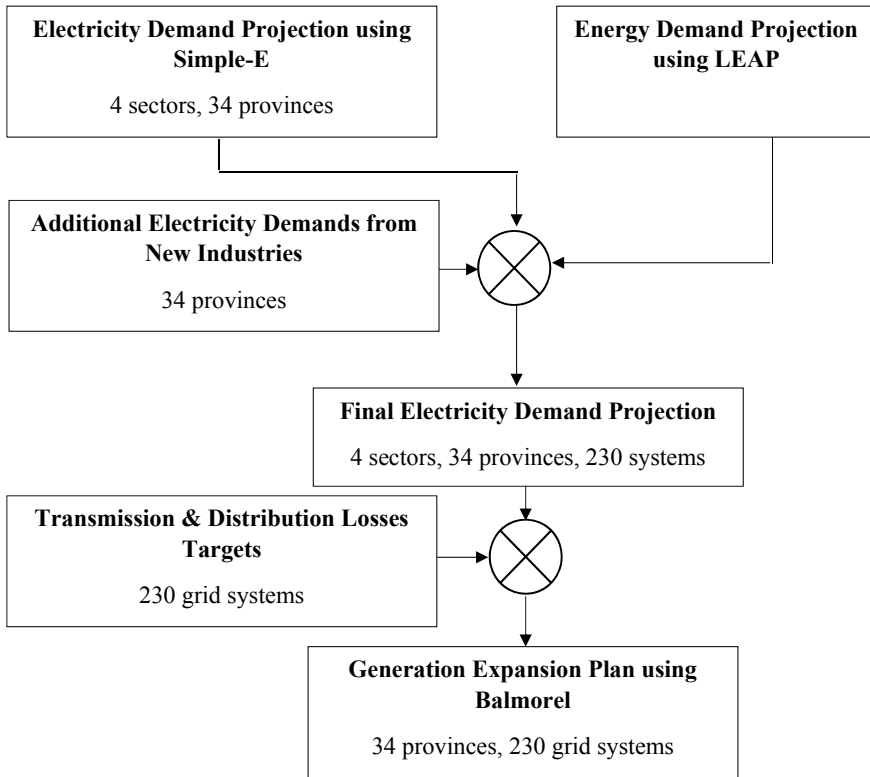 Electricity Demand Projection using
Simple-E
4 sectors, 34 provinces
Energy Demand Projection
using LEAP
Additional Electricity Demands from
New Industries
34 provinces
Final Electricity Demand Projection
4 sectors, 34 provinces, 230 systems
Transmission & Distribution Losses
Targets
230 grid systems
Generation Expansion Plan using
Balmorel
34 provinces, 230 grid systems